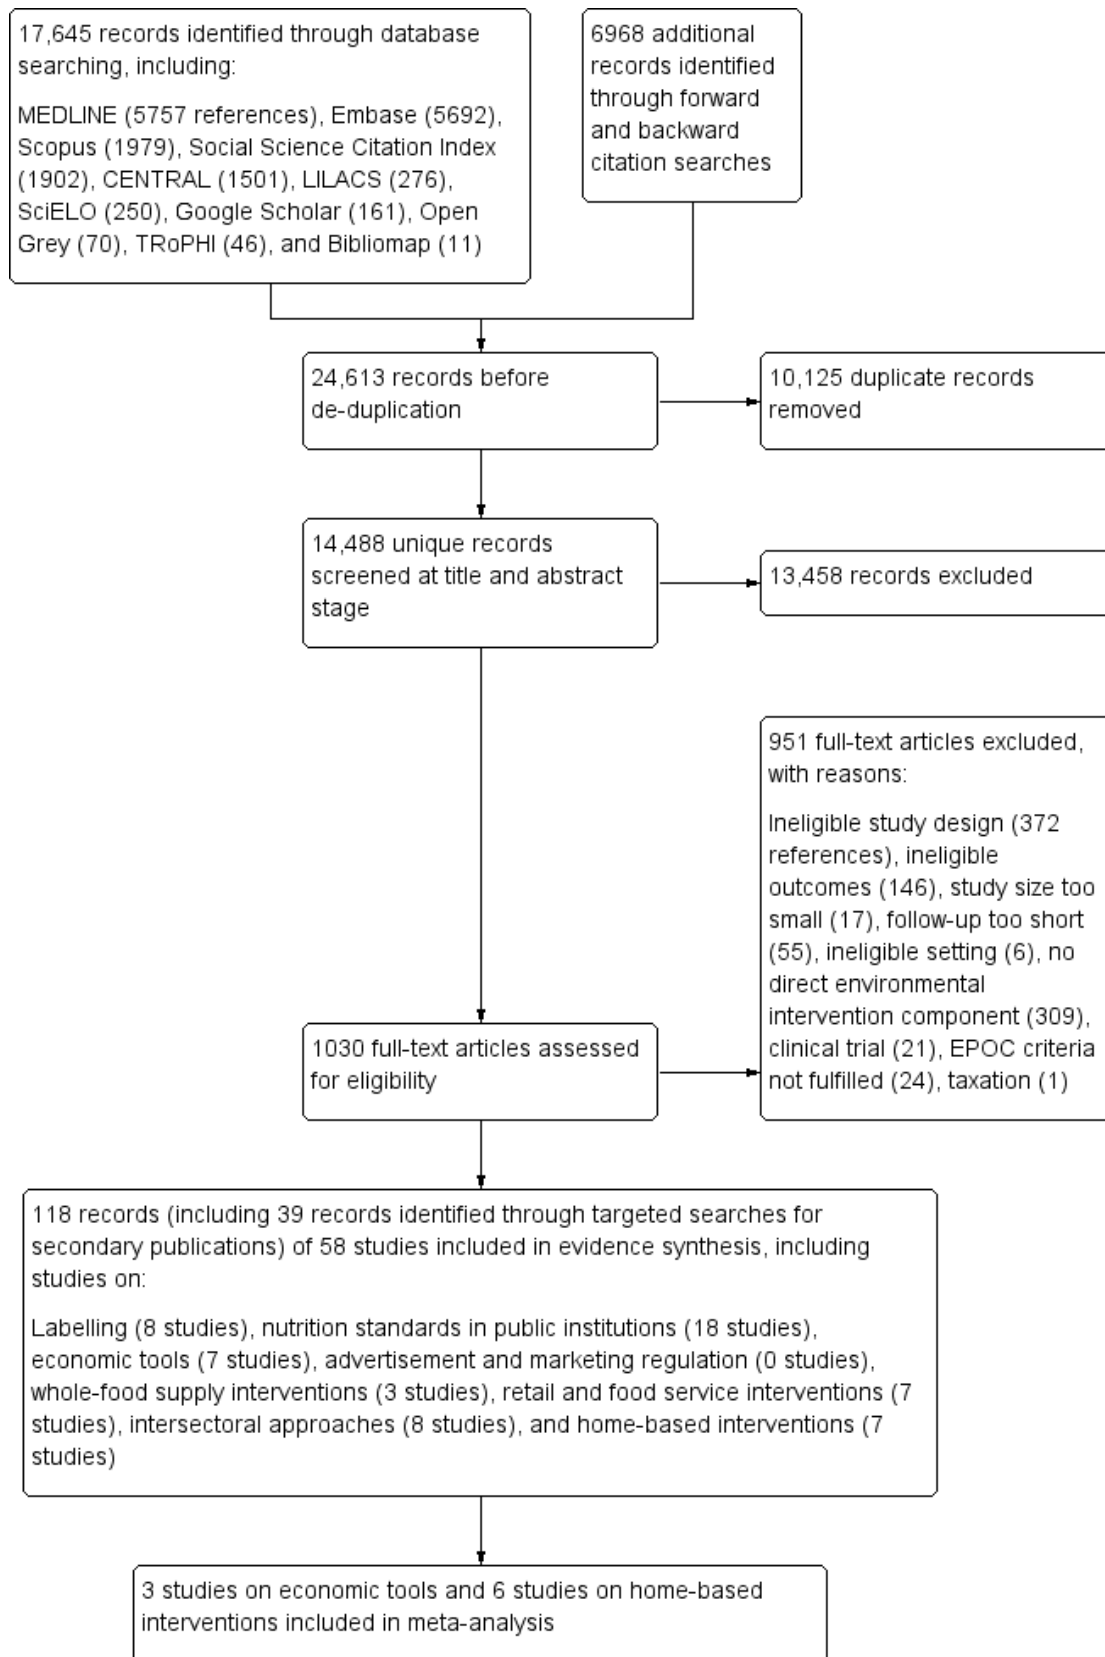 17,645 records identified through database
searching, including:
MEDLINE (5757 references), Embase (5692),
Scopus (1979), Social Science Citation Index
(1902), CENTRAL (1501), LILACS (276),
SciELO (250), Google Scholar (161), Open
Grey (70), TRoPHI (46), and Bibliomap (11)
6968 additional
records identified
through forward
and backward
citation searches
24,613 records before
de-duplication
10,125 duplicate records
removed
14,488 unique records
screened at title and abstract
stage
13,458 records excluded
951 full-text articles excluded,
with reasons:
Ineligible study design (372
references), ineligible
outcomes (146), study size too
small (17), follow-up too short
(55), ineligible setting (6), no
direct environmental
intervention component (309),
clinical trial (21), EPOC criteria
not fulfilled (24), taxation (1)
1030 full-text articles assessed
for eligibility
118 records (including 39 records identified through targeted searches for
secondary publications) of 58 studies included in evidence synthesis, including
studies on:
Labelling (8 studies), nutrition standards in public institutions (18 studies),
economic tools (7 studies), advertisement and marketing regulation (0 studies),
whole-food supply interventions (3 studies), retail and food service interventions (7
studies), intersectoral approaches (8 studies), and home-based interventions (7
studies)
3 studies on economic tools and 6 studies on home-based
interventions included in meta-analysis